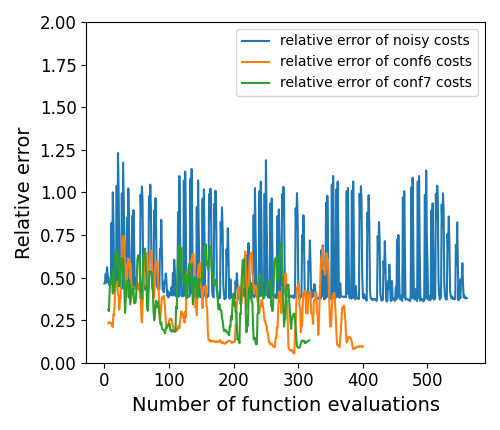 2.00
1.75
1.50
1.25
1.00
0.75
0.50
0.25
0.00
Relative error
relative error of noisy costs
relative error of conf6 costs
relative error of conf7 costs
0 100 200 300 400 500
Number of function evaluations